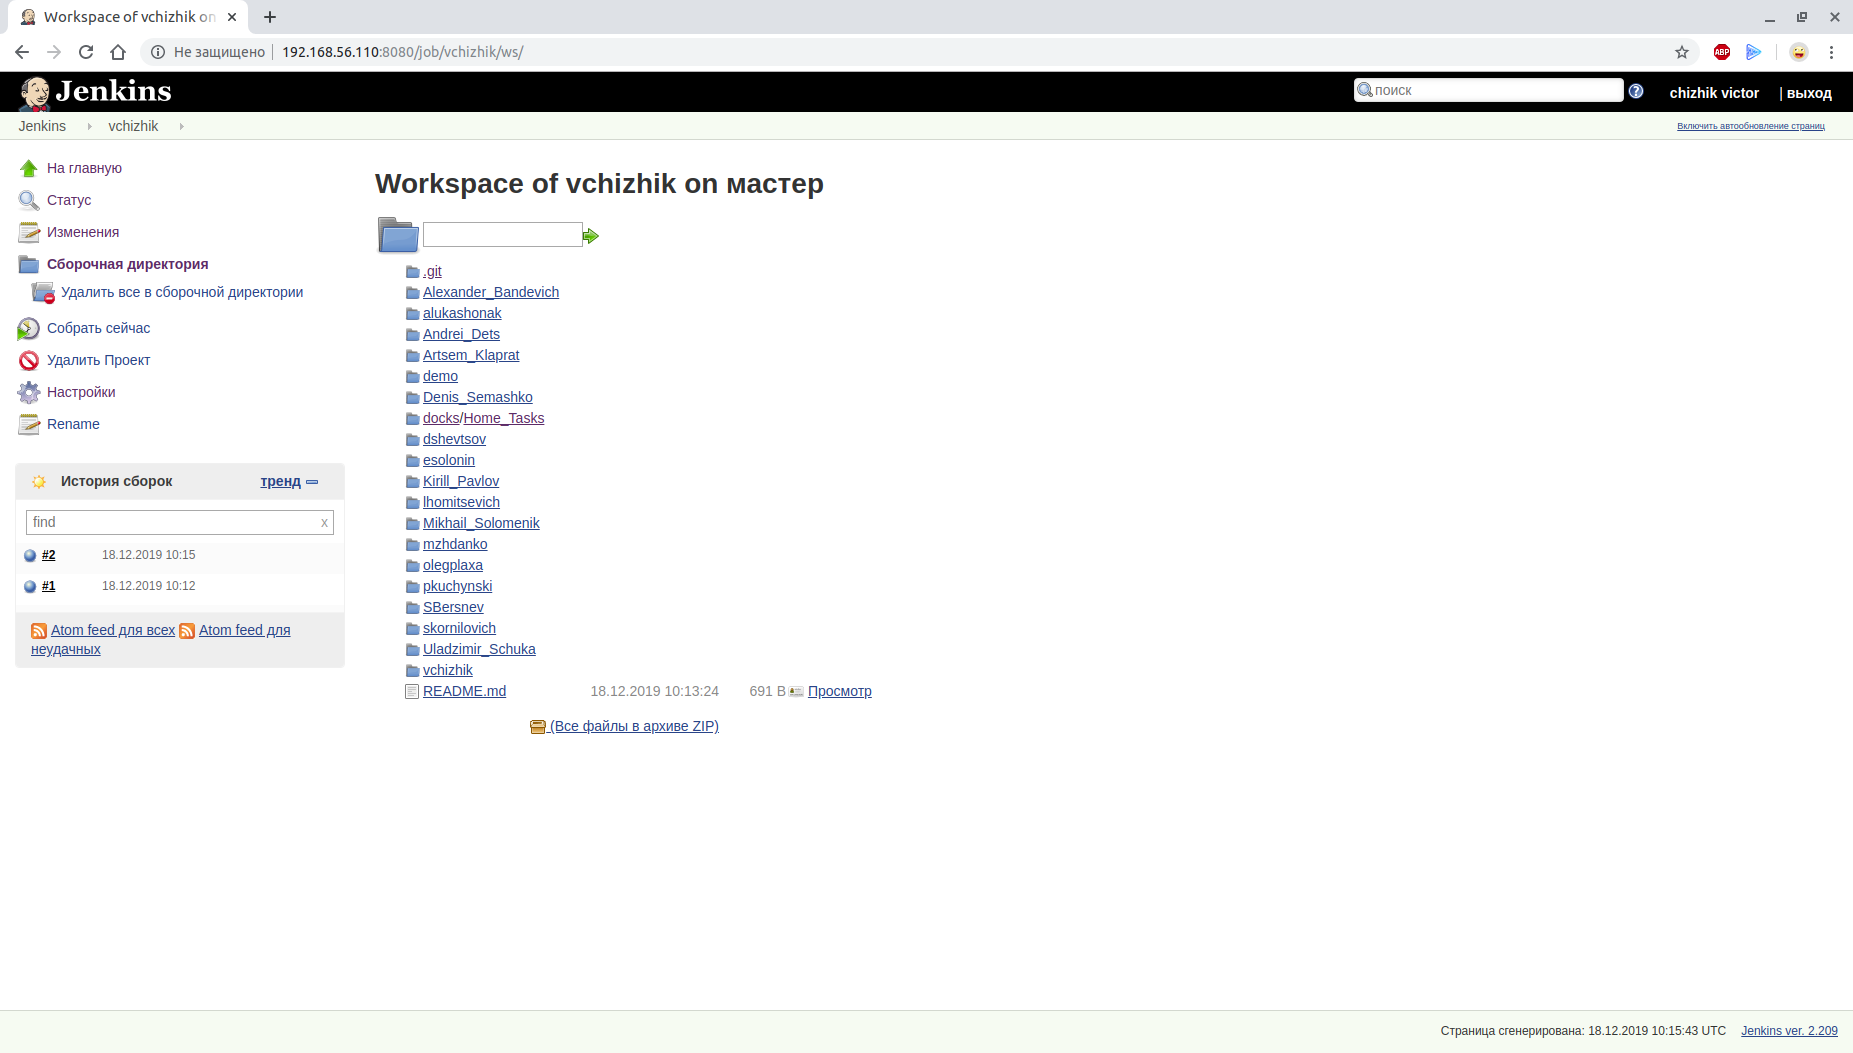 Workspace of vchizhik on
Не защищено 192.168.56.110:8080/job/vchizhik/ws/
ABP
Jenkins
поиск
chizhik victor | выход
Jenkins vchizhik
Включить автообновление страниц
На главную
Статус
Изменения
Сборочная директория
Удалить все в сборочной директории
Собрать сейчас
Удалить Проект
Настройки
Rename
История сборок тренд
find x
#2 18.12.2019 10:15
#1 18.12.2019 10:12
Atom feed для всех Atom feed для
неудачных
Workspace of vchizhik on мастер
.git
Alexander_Bandevich
alukashonak
Andrei_Dets
Artsem_Klaprat
demo
Denis_Semashko
docks/Home_Tasks
dshevtsov
esolonin
Kirill_Pavlov
lhomitsevich
Mikhail_Solomenik
mzhdanko
olegplaxa
pkuchynski
SBersnev
skornilovich
Uladzimir_Schuka
vchizhik
README.md 18.12.2019 10:13:24 691 B Просмотр
(Все файлы в архиве ZIP)
Страница сгенерирована: 18.12.2019 10:15:43 UTC Jenkins ver. 2.209